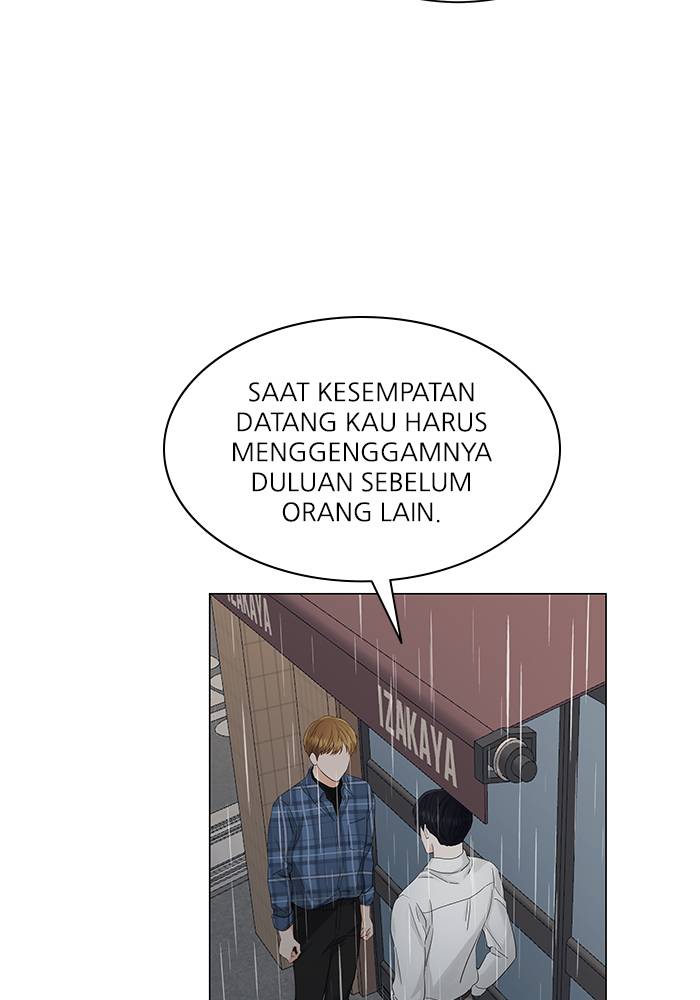 SAAT KESEMPATAN
DATANG KAU HARUS
MENGGENGGAMNYA
DULUAN SEBELUM
ORANG LAIN.
IZAKAYA
IZAKAYA